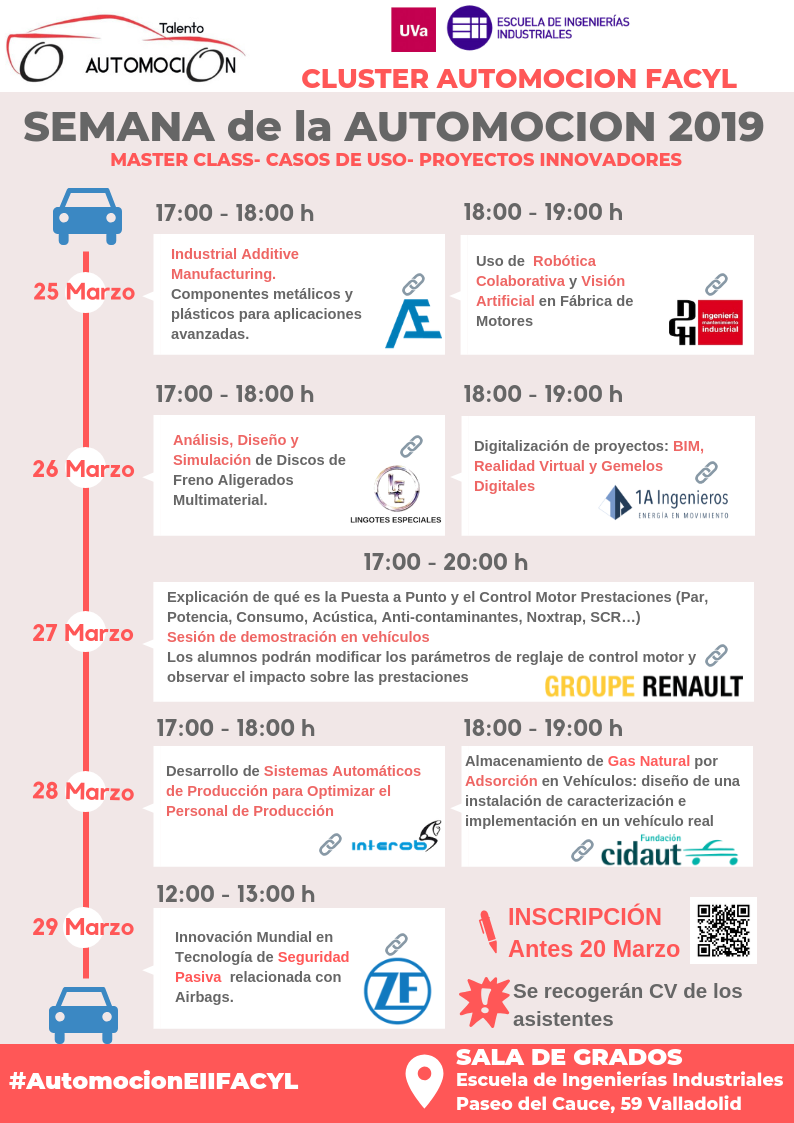 Talento
AUTOMOCIÓN
UVa
ESCUELA DE INGENIERÍAS
INDUSTRIALES
CLUSTER AUTOMOCION FACYL
SEMANA de la AUTOMOCION 2019
MASTER CLASS- CASOS DE USO- PROYECTOS INNOVADORES
25 Marzo
17:00 - 18:00 h
Industrial Additive
Manufacturing.
Componentes metálicos y
plásticos para aplicaciones
avanzadas.
18:00 - 19:00 h
Uso de Robótica
Colaborativa y Visión
Artificial en Fábrica de
Motores
DGH
ingeniería
mantenimiento
industrial
26 Marzo
17:00 - 18:00 h
Análisis, Diseño y
Simulación de Discos de
Freno Aligerados
Multimaterial.
LINGOTES ESPECIALES
18:00 - 19:00 h
Digitalización de proyectos: BIM,
Realidad Virtual y Gemelos
Digitales
1A Ingenieros
ENERGÍA EN MOVIMIENTO
27 Marzo
17:00 - 20:00 h
Explicación de qué es la Puesta a Punto y el Control Motor Prestaciones (Par,
Potencia, Consumo, Acústica, Anti-contaminantes, Noxtrap, SCR…)
Sesión de demostración en vehículos
Los alumnos podrán modificar los parámetros de reglaje de control motor y
observar el impacto sobre las prestaciones
GROUPE RENAULT
28 Marzo
17:00 - 18:00 h
Desarrollo de Sistemas Automáticos
de Producción para Optimizar el
Personal de Producción
interobs
18:00 - 19:00 h
Almacenamiento de Gas Natural por
Adsorción en Vehículos: diseño de una
instalación de caracterización e
implementación en un vehículo real
Fundación
cidaut
29 Marzo
12:00 - 13:00 h
Innovación Mundial en
Tecnología de Seguridad
Pasiva relacionada con
Airbags.
ZF
INSCRIPCIÓN
Antes 20 Marzo
Se recogerán CV de los
asistentes
#AutomocionEIIFACYL
SALA DE GRADOS
Escuela de Ingenierías Industriales
Paseo del Cauce, 59 Valladolid